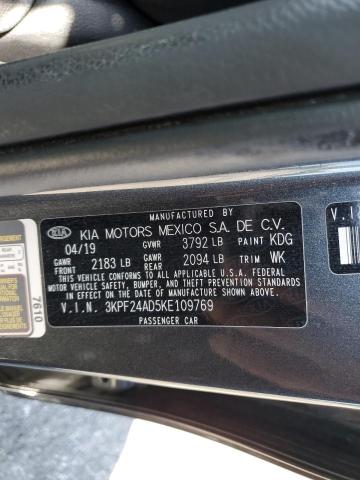 MANUFACTURED BY
KIA KIA MOTORS MEXICO S.A. DE C.V.
04/19 GVWR 3792 LB PAINT KDG
GAWR FRONT 2183 LB GAWR REAR 2094 LB TRIM WK
THIS VEHICLE CONFORMS TO ALL APPLICABLE U.S.A. FEDERAL
MOTOR VEHICLE SAFETY, BUMPER, AND THEFT PREVENTION STANDARDS
IN EFFECT ON THE DATE OF MANUFACTURE SHOWN ABOVE.
V.I.N. 3KPF24AD5KE109769
PASSENGER CAR
7610
V.I.